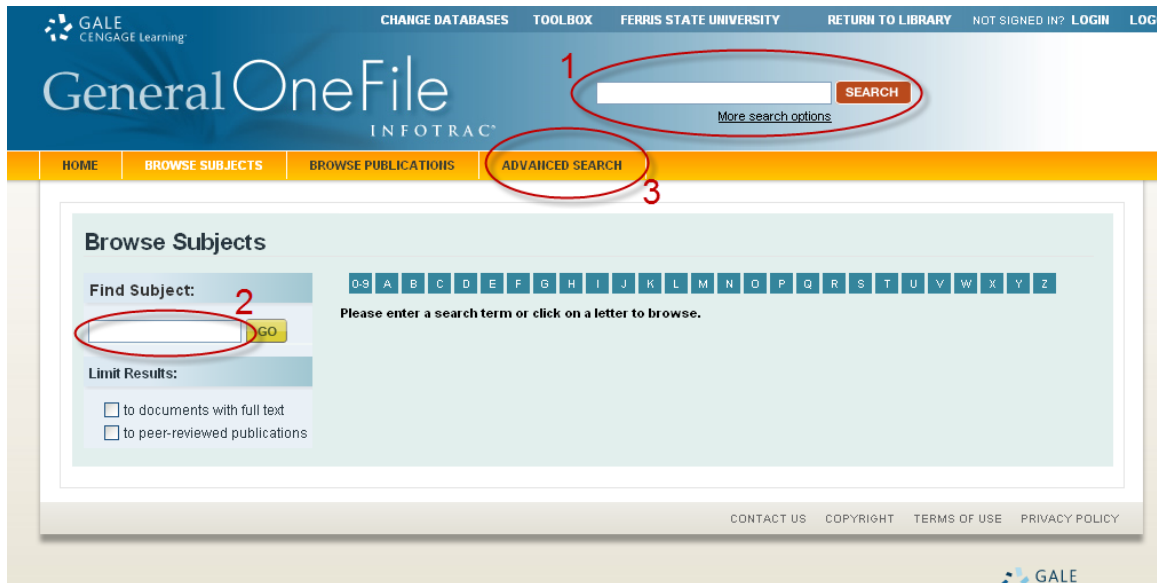 GALE
CENGAGE Learning
CHANGE DATABASES TOOLBOX FERRIS STATE UNIVERSITY RETURN TO LIBRARY NOT SIGNED IN? LOGIN LOG
General OneFile
INFOTRAC
1
SEARCH
More search options
HOME BROWSE SUBJECTS BROWSE PUBLICATIONS ADVANCED SEARCH
3
Browse Subjects
Find Subject:
2
GO
0-9 A B C D E F G H I J K L M N O P Q R S T U V W X Y Z
Please enter a search term or click on a letter to browse.
Limit Results:
to documents with full text
to peer-reviewed publications
CONTACT US COPYRIGHT TERMS OF USE PRIVACY POLICY
GALE